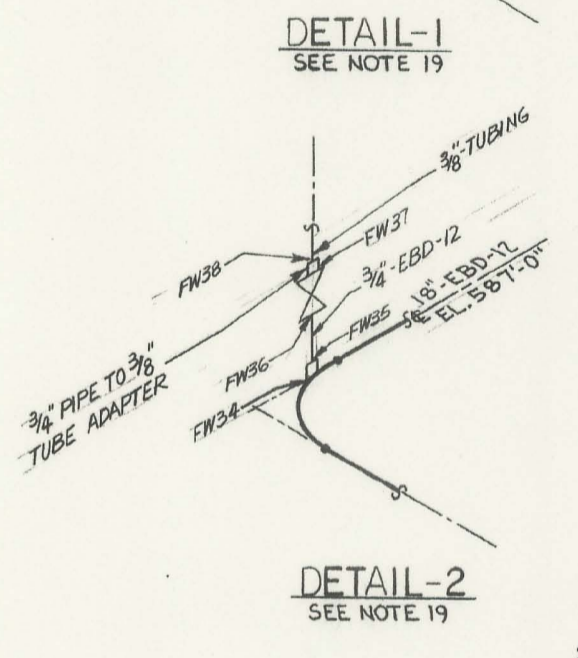 DETAIL-1
SEE NOTE 19
3/8"-TUBING
FW37
FW38
3/4"-EBD-12
℄ 18"-EBD-12
EL. 587'-0"
FW35
FW36
3/4" PIPE TO 3/8"
TUBE ADAPTER
FW34
DETAIL-2
SEE NOTE 19